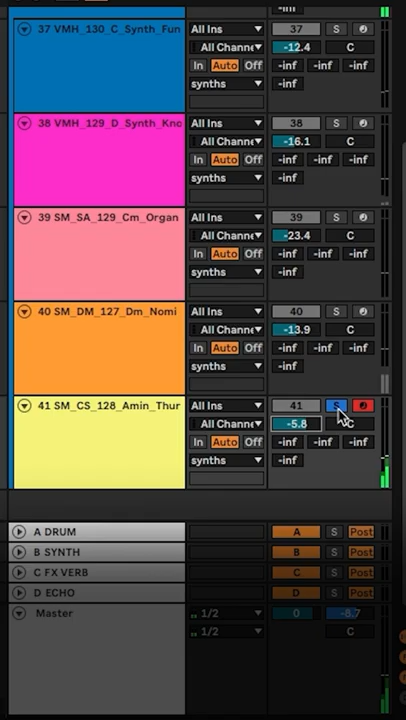 -inf
37 VMH_130_C_Synth_Fun All Ins 37 S
All Channe -12.4 C
In Auto Off -inf -inf -inf
synths -inf
38 VMH_129_D_Synth_Kno All Ins 38 S
All Channe -16.1 C
In Auto Off -inf -inf -inf
synths -inf
39 SM_SA_129_Cm_Organ All Ins 39 S
All Channe -23.4 C
In Auto Off -inf -inf -inf
synths -inf
40 SM_DM_127_Dm_Nomi All Ins 40 S
All Channe -13.9 C
In Auto Off -inf -inf -inf
synths -inf
41 SM_CS_128_Amin_Thur All Ins 41 S
All Channe -5.8 C
In Auto Off -inf -inf -inf
synths -inf
A DRUM A S Post
B SYNTH B S Post
C FX VERB C S Post
D ECHO D S Post
Master 1/2 0 -8.7
1/2 C